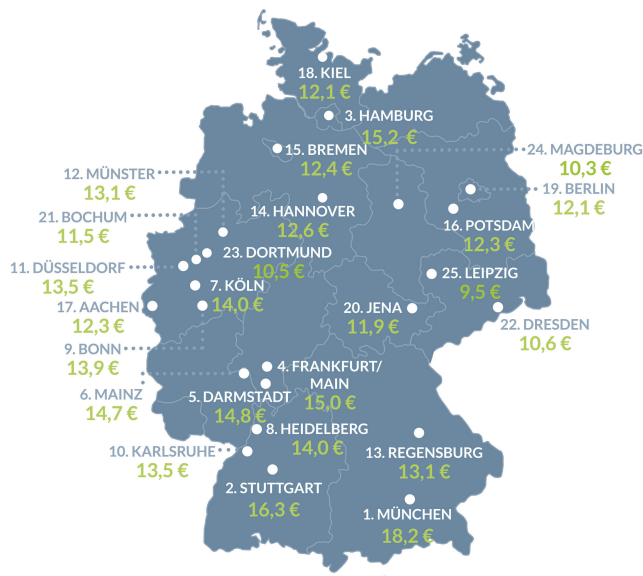 18. KIEL
12,1 €
3. HAMBURG
15,2 €
15. BREMEN
12,4 €
24. MAGDEBURG
10,3 €
12. MÜNSTER
13,1 €
19. BERLIN
12,1 €
14. HANNOVER
12,6 €
21. BOCHUM
11,5 €
16. POTSDAM
12,3 €
23. DORTMUND
10,5 €
11. DÜSSELDORF
13,5 €
25. LEIPZIG
9,5 €
7. KÖLN
14,0 €
17. AACHEN
12,3 €
20. JENA
11,9 €
22. DRESDEN
10,6 €
9. BONN
13,9 €
4. FRANKFURT/
MAIN
15,0 €
6. MAINZ
14,7 €
5. DARMSTADT
14,8 €
8. HEIDELBERG
14,0 €
10. KARLSRUHE
13,5 €
13. REGENSBURG
13,1 €
2. STUTTGART
16,3 €
1. MÜNCHEN
18,2 €